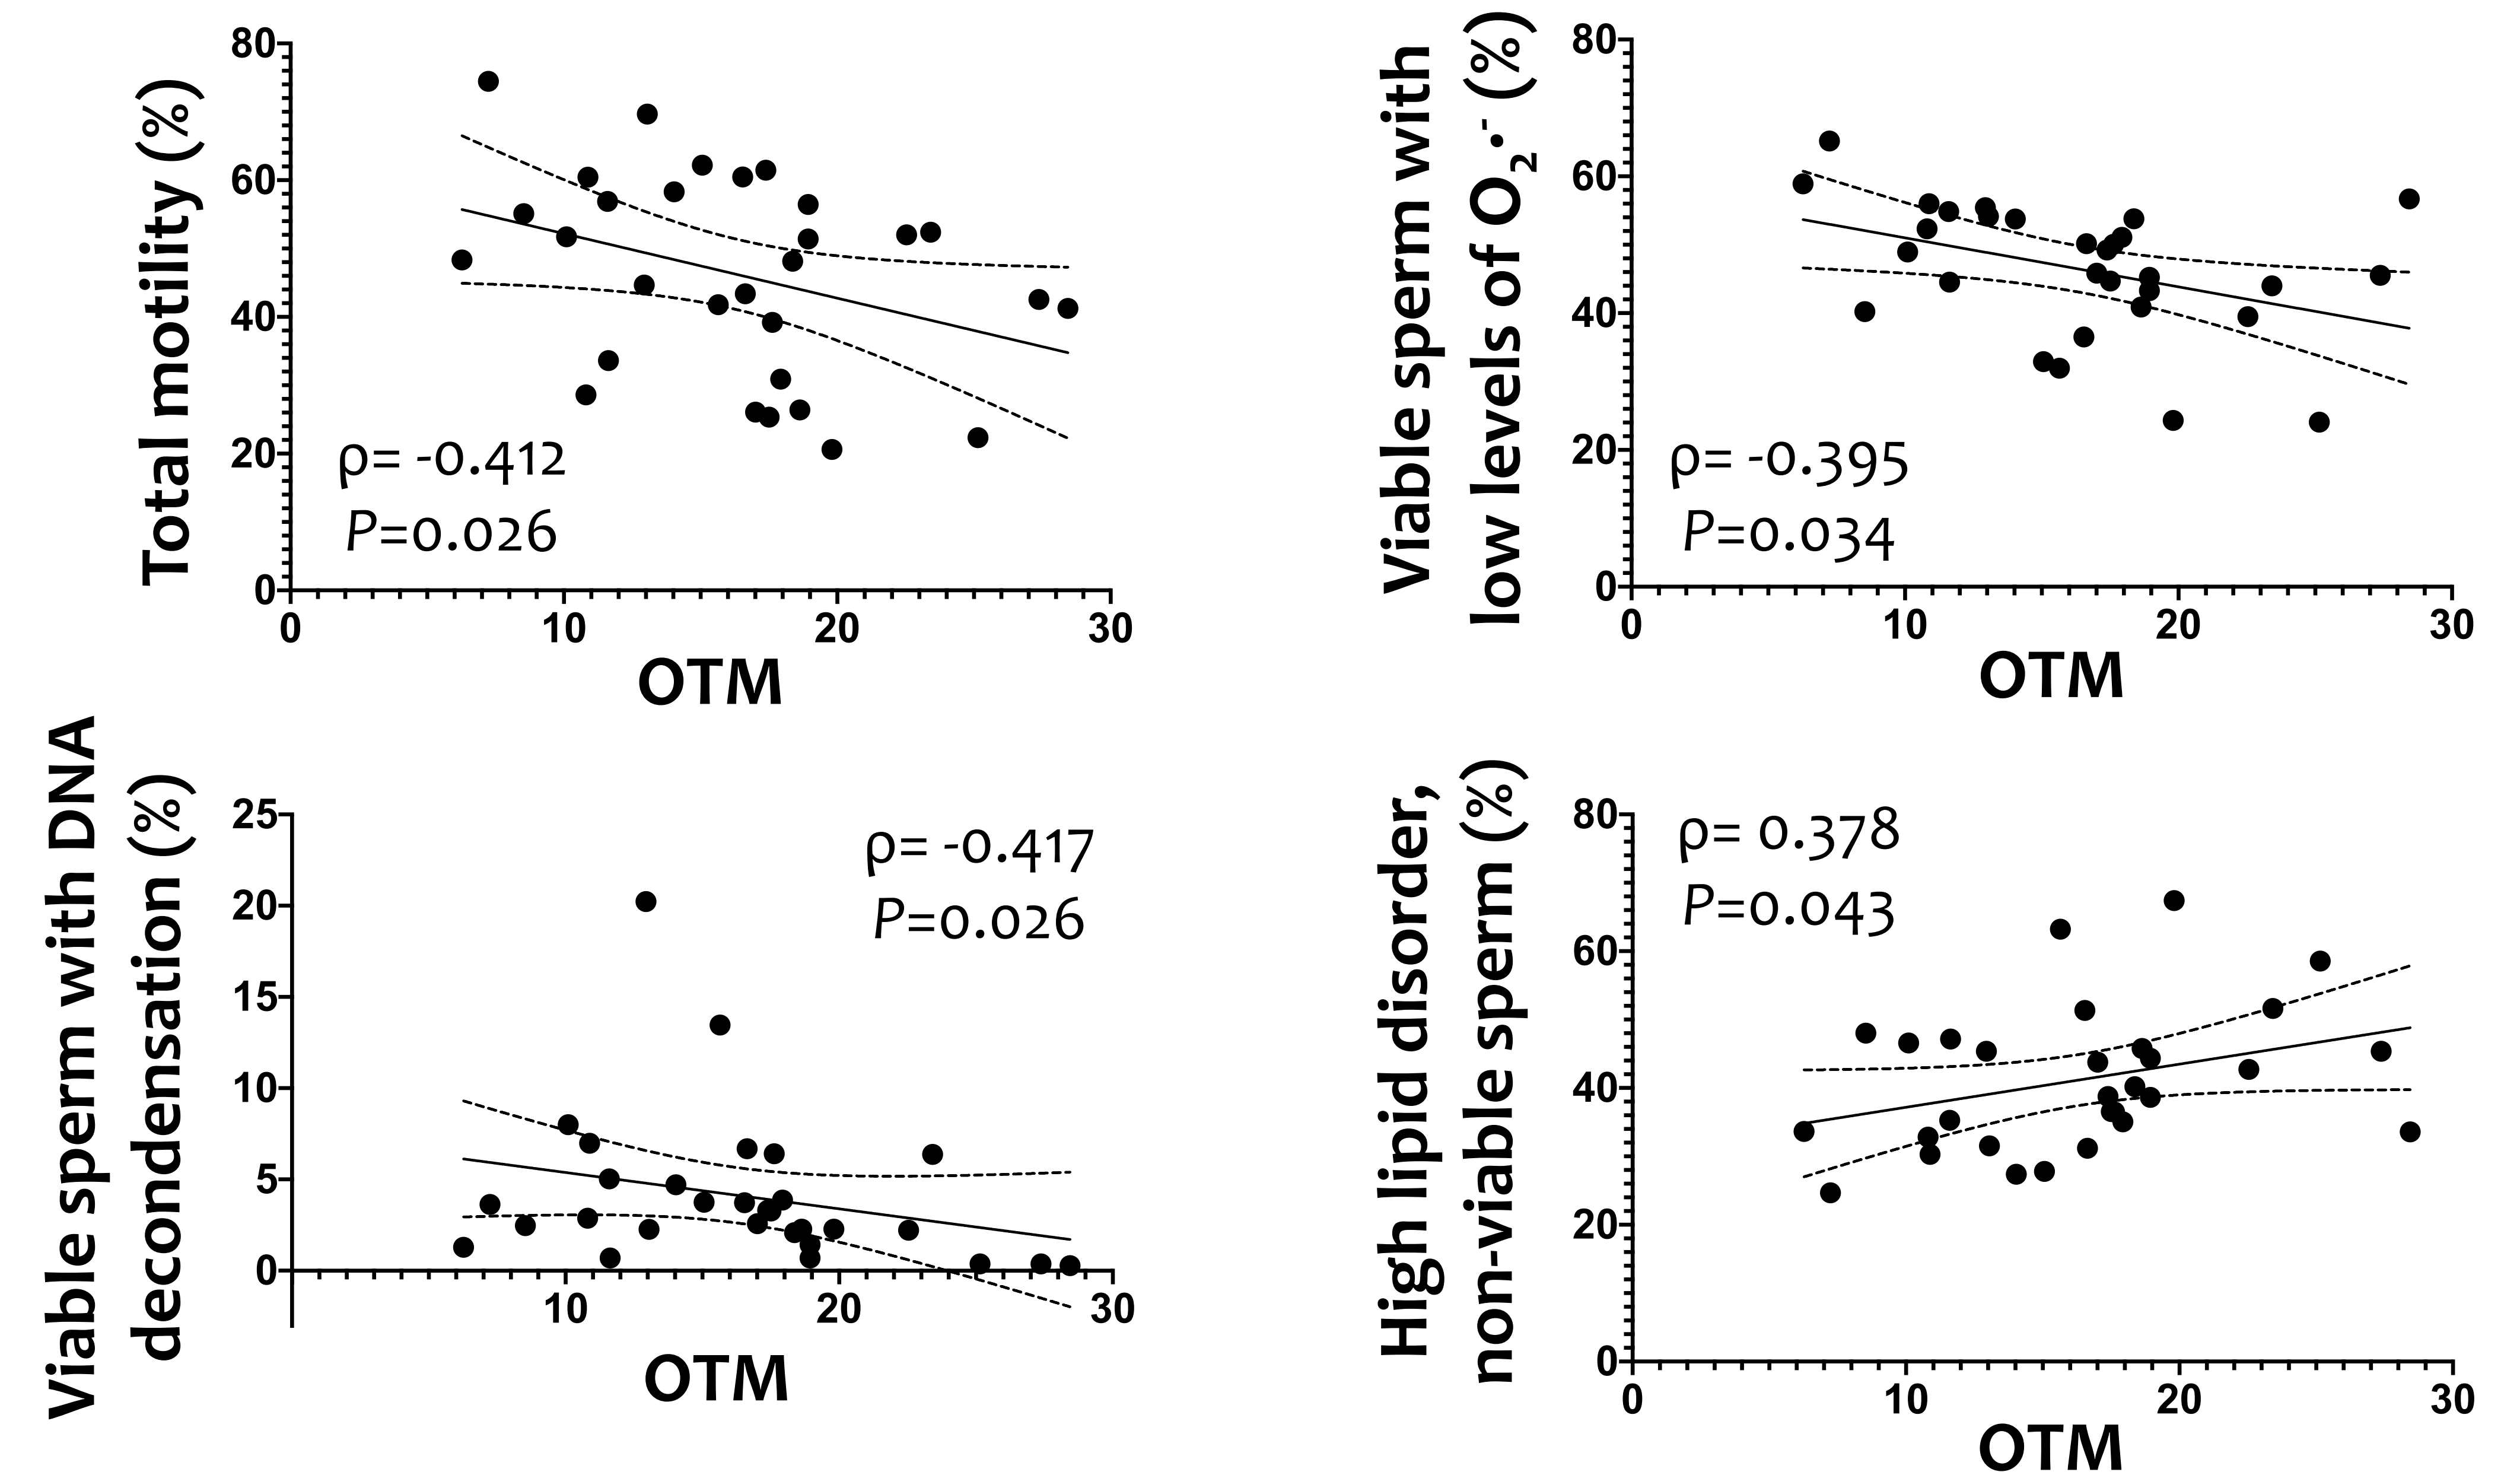 Total motility (%)
80
60
40
20
0
ρ= -0.412
P=0.026
0 10 20 30
OTM
Viable sperm with
low levels of O₂•- (%)
80
60
40
20
0
ρ= -0.395
P=0.034
0 10 20 30
OTM
Viable sperm with DNA
decondensation (%)
25
20
15
10
5
0
ρ= -0.417
P=0.026
10 20 30
OTM
High lipid disorder,
non-viable sperm (%)
80
60
40
20
0
ρ= 0.378
P=0.043
0 10 20 30
OTM